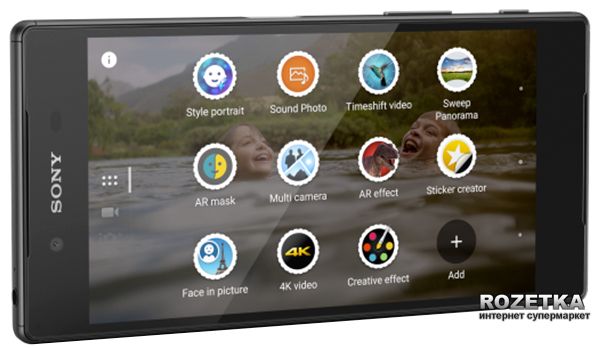 SONY
i
Style portrait
Sound Photo
Timeshift video
Sweep
Panorama
AR mask
Multi camera
AR effect
Sticker creator
Face in picture
4K
4K video
Creative effect
+
Add
ROZETKA
интернет супермаркет